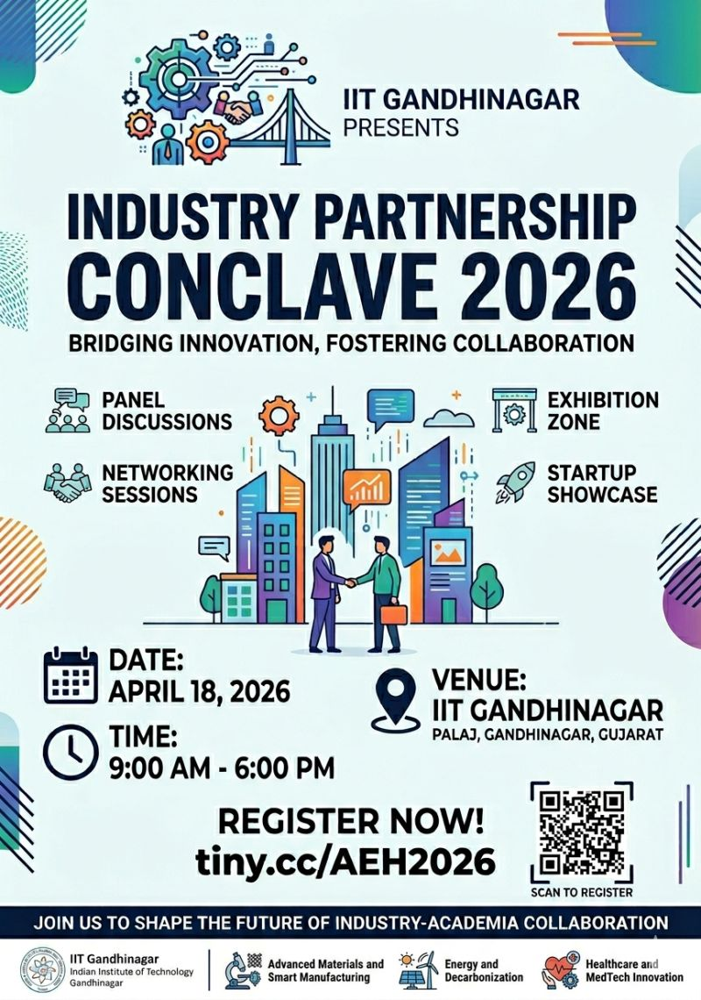 IIT GANDHINAGAR
PRESENTS
INDUSTRY PARTNERSHIP
CONCLAVE 2026
BRIDGING INNOVATION, FOSTERING COLLABORATION
PANEL
DISCUSSIONS
NETWORKING
SESSIONS
EXHIBITION
ZONE
STARTUP
SHOWCASE
DATE:
APRIL 18, 2026
TIME:
9:00 AM - 6:00 PM
VENUE:
IIT GANDHINAGAR
PALAJ, GANDHINAGAR, GUJARAT
REGISTER NOW!
tiny.cc/AEH2026
SCAN TO REGISTER
JOIN US TO SHAPE THE FUTURE OF INDUSTRY-ACADEMIA COLLABORATION
IIT Gandhinagar
Indian Institute of Technology
Gandhinagar
Advanced Materials and
Smart Manufacturing
Energy and
Decarbonization
Healthcare and
MedTech Innovation